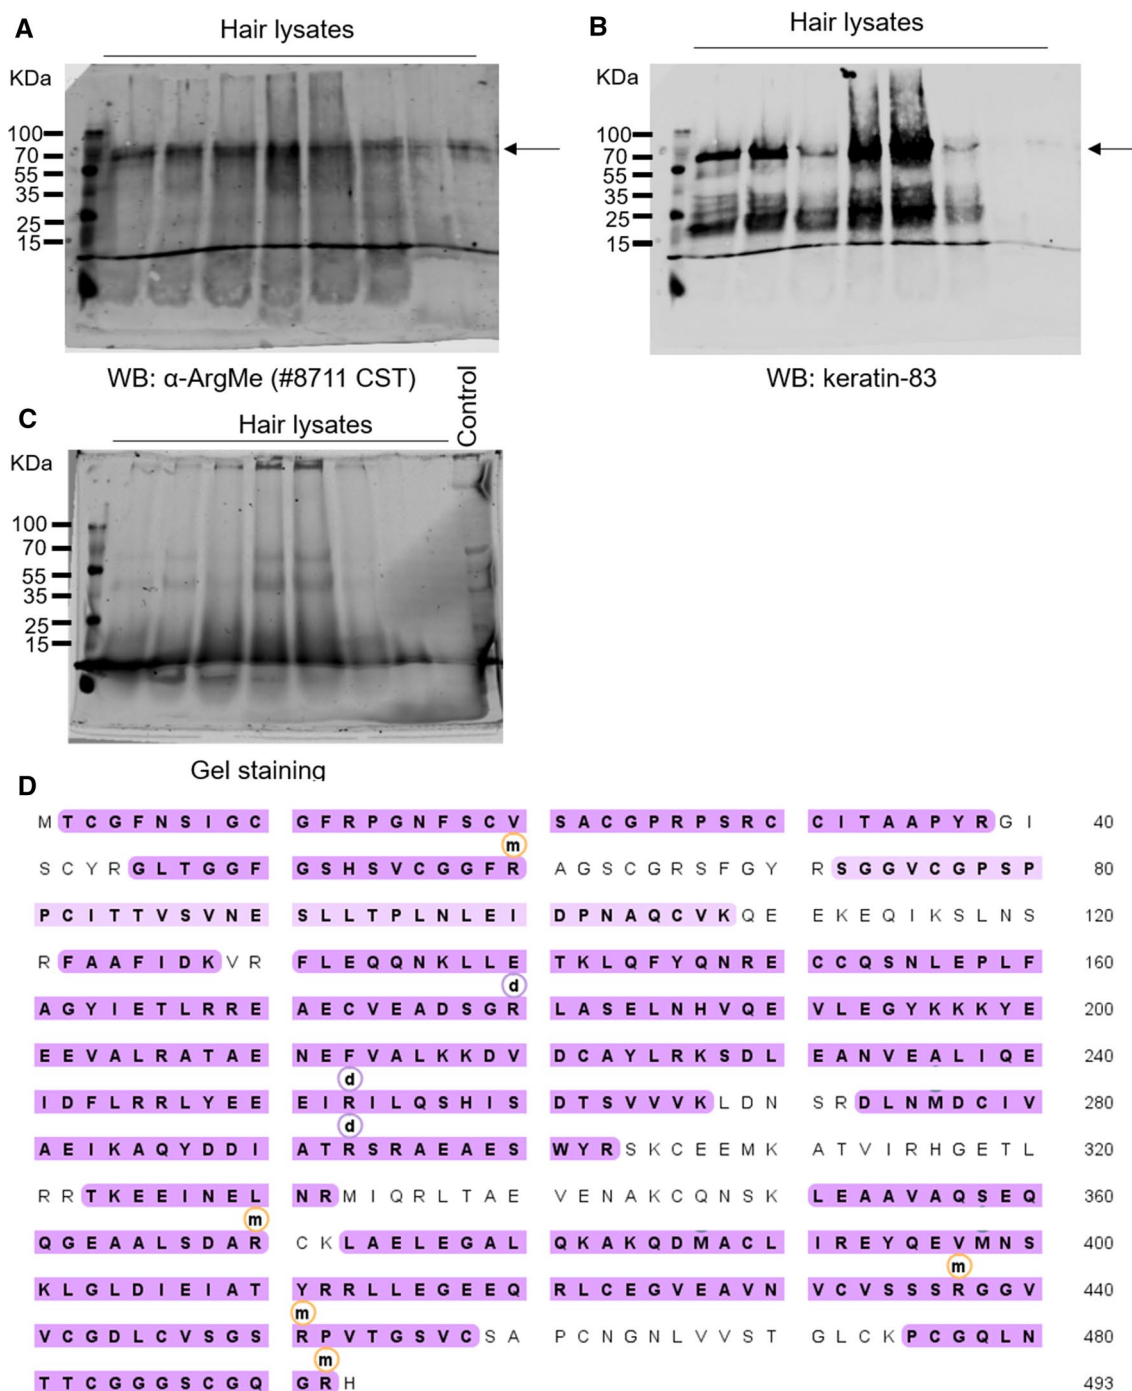 A
Hair lysates
KDa
100
70
55
35
25
15
WB: α-ArgMe (#8711 CST)
B
Hair lysates
KDa
100
70
55
35
25
15
WB: keratin-83
C
Hair lysates
Control
KDa
100
70
55
35
25
15
Gel staining
D
M T C G F N S I G C G F R P G N F S C V S A C G P R P S R C C I T A A P Y R G I 40
m
S C Y R G L T G G F G S H S V C G G F R A G S C G R S F G Y R S G G V C G P S P 80
P C I T T V S V N E S L L T P L N L E I D P N A Q C V K Q E E K E Q I K S L N S 120
R F A A F I D K V R F L E Q Q N K L L E T K L Q F Y Q N R E C C Q S N L E P L F 160
d
A G Y I E T L R R E A E C V E A D S G R L A S E L N H V Q E V L E G Y K K K Y E 200
E E V A L R A T A E N E F V A L K K D V D C A Y L R K S D L E A N V E A L I Q E 240
d
I D F L R R L Y E E E I R I L Q S H I S D T S V V V K L D N S R D L N M D C I V 280
d
A E I K A Q Y D D I A T R S R A E A E S W Y R S K C E E M K A T V I R H G E T L 320
R R T K E E I N E L N R M I Q R L T A E V E N A K C Q N S K L E A A V A Q S E Q 360
m
Q G E A A L S D A R C K L A E L E G A L Q K A K Q D M A C L I R E Y Q E V M N S 400
m
K L G L D I E I A T Y R R L L E G E E Q R L C E G V E A V N V C V S S S R G G V 440
m
V C G D L C V S G S R P V T G S V C S A P C N G N L V V S T G L C K P C G Q L N 480
m
T T C G G G S C G Q G R H 493